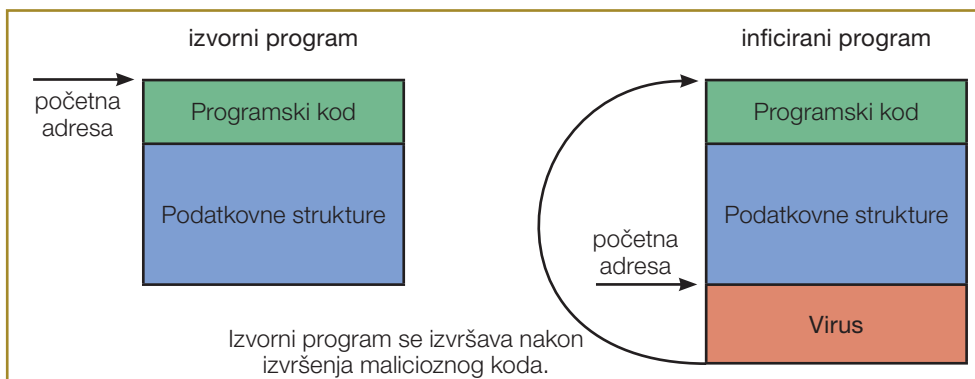 izvorni program
početna
adresa
Programski kod
Podatkovne strukture
inficirani program
Programski kod
Podatkovne strukture
početna
adresa
Virus
Izvorni program se izvršava nakon
izvršenja malicioznog koda.